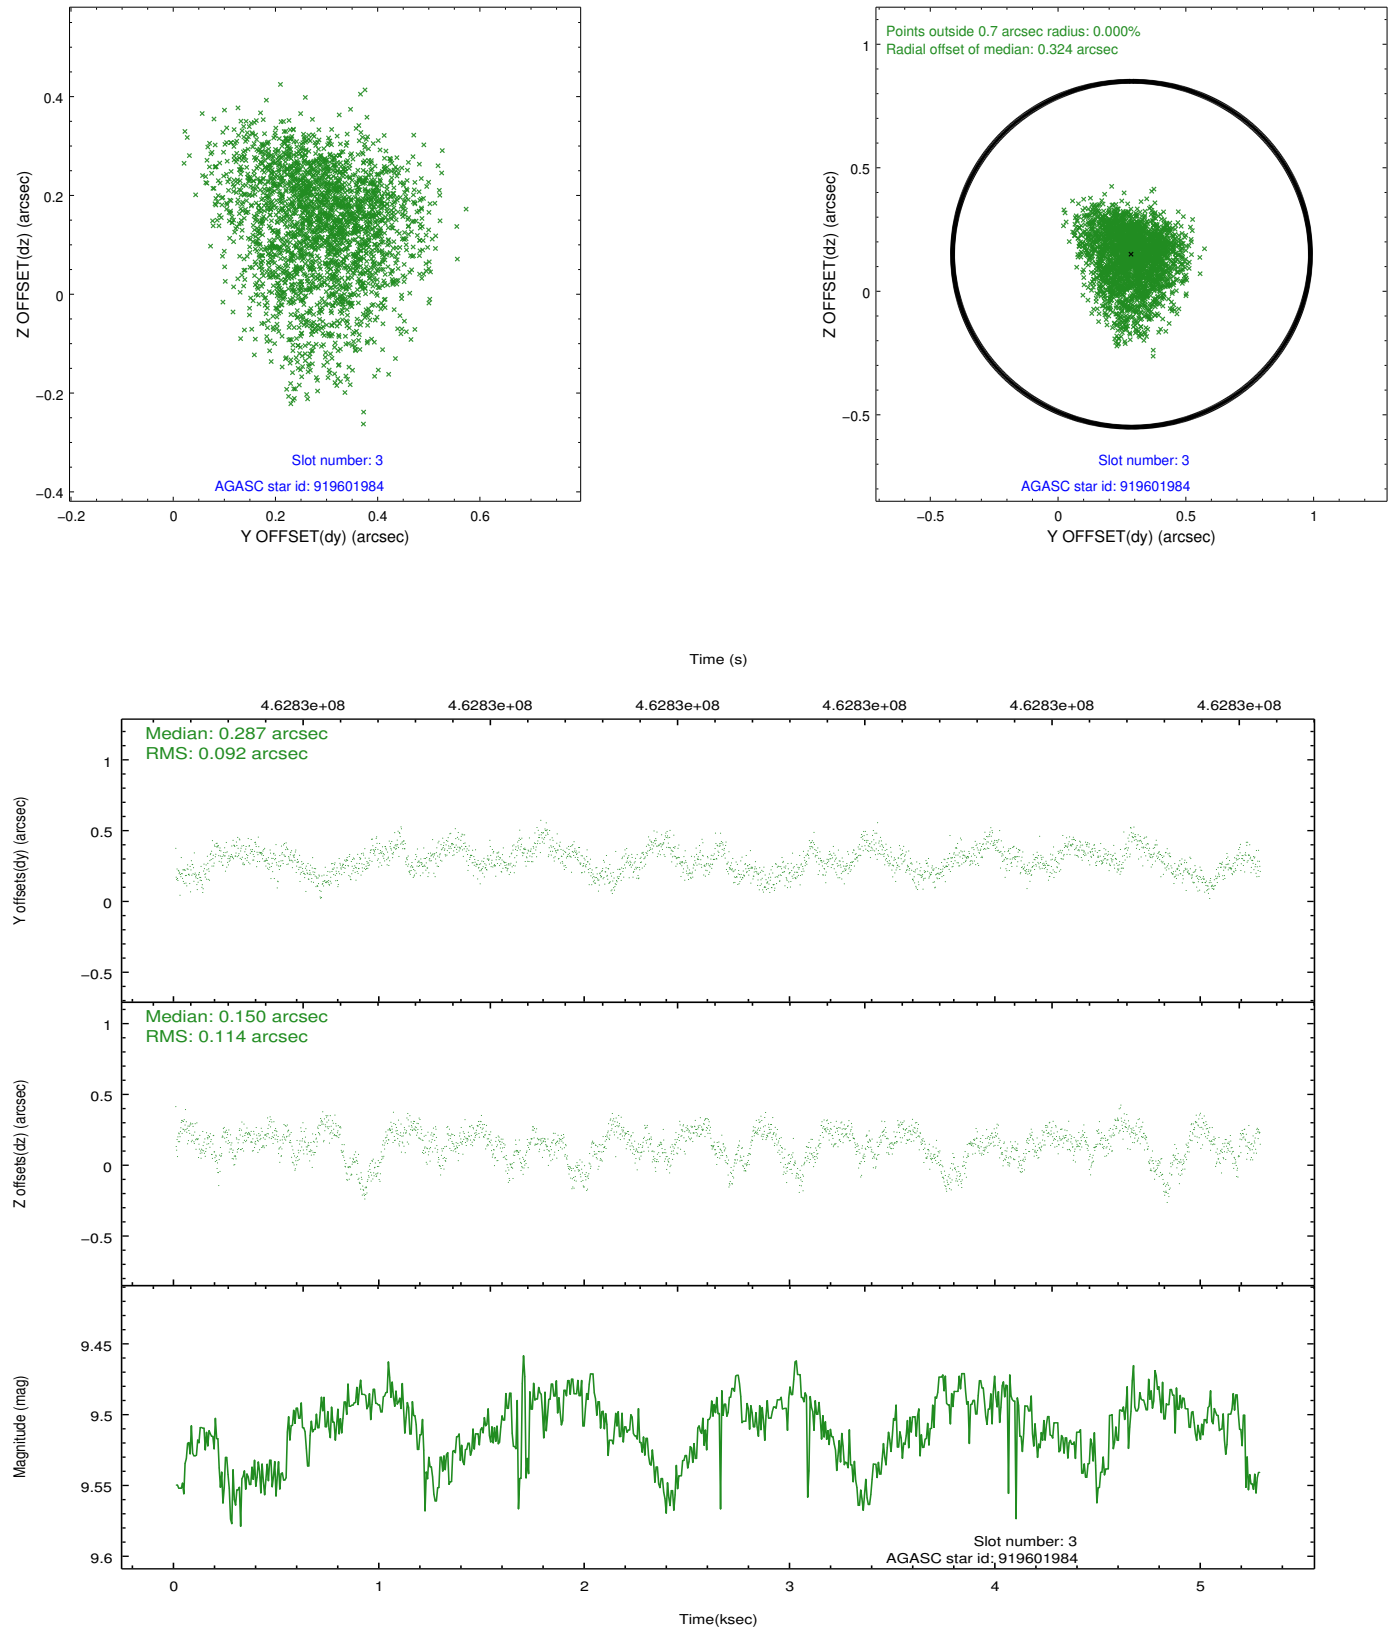 0.4
0.2
0
−0.2
−0.4
−0.2
0
0.2
0.4
0.6
Z OFFSET(dz) (arcsec)
Y OFFSET(dy) (arcsec)
Slot number: 3
AGASC star id: 919601984
Points outside 0.7 arcsec radius: 0.000%
Radial offset of median: 0.324 arcsec
1
0.5
0
−0.5
−0.5
0
0.5
1
Z OFFSET(dz) (arcsec)
Y OFFSET(dy) (arcsec)
Slot number: 3
AGASC star id: 919601984
Time (s)
4.6283e+08
4.6283e+08
4.6283e+08
4.6283e+08
4.6283e+08
4.6283e+08
Median: 0.287 arcsec
RMS: 0.092 arcsec
1
0.5
0
−0.5
Y offsets(dy) (arcsec)
Median: 0.150 arcsec
RMS: 0.114 arcsec
1
0.5
0
−0.5
Z offsets(dz) (arcsec)
9.45
9.5
9.55
9.6
Magnitude (mag)
Slot number: 3
AGASC star id: 919601984
0
1
2
3
4
5
Time(ksec)